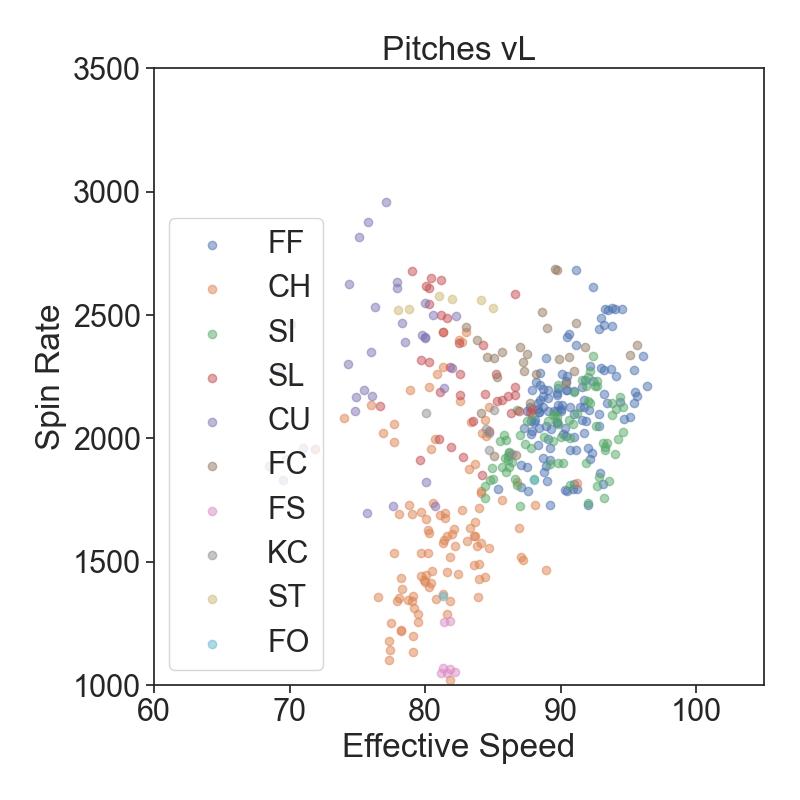 Pitches vL
3500
3000
2500
2000
1500
1000
Spin Rate
FF
CH
SI
SL
CU
FC
FS
KC
ST
FO
60 70 80 90 100
Effective Speed